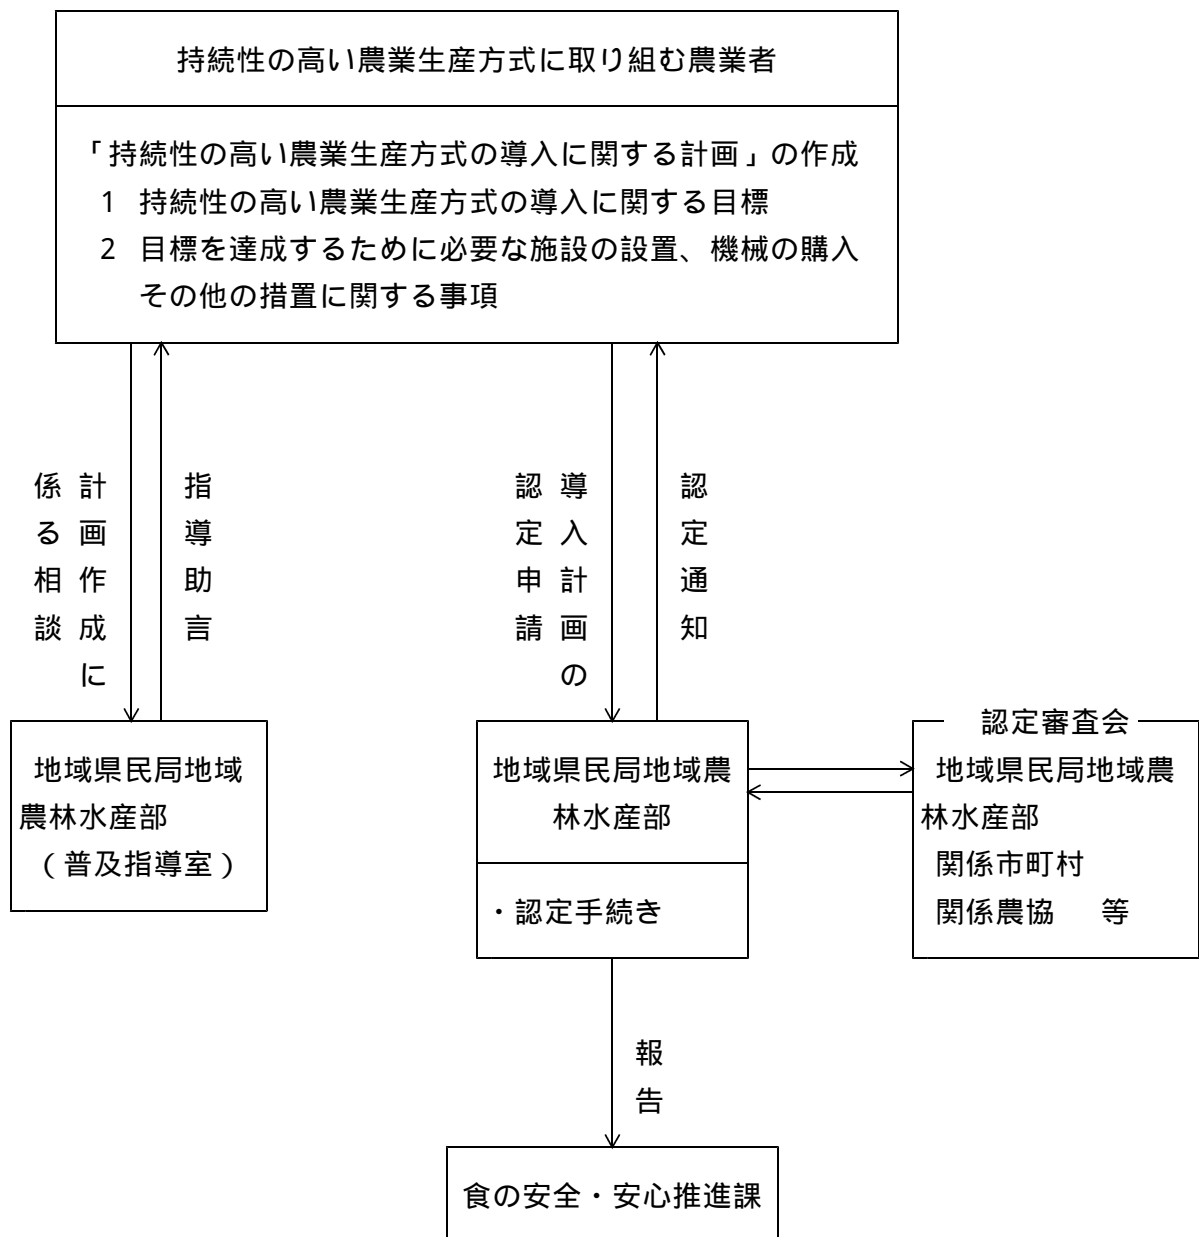 持続性の高い農業生産方式に取り組む農業者
「持続性の高い農業生産方式の導入に関する計画」の作成
1 持続性の高い農業生産方式の導入に関する目標
2 目標を達成するために必要な施設の設置、機械の購入
その他の措置に関する事項
計画作成に
係る相談
指導助言
導入計画の
認定申請
認定通知
地域県民局地域
農林水産部
(普及指導室)
地域県民局地域農
林水産部
・認定手続き
認定審査会
地域県民局地域農
林水産部
関係市町村
関係農協 等
報告
食の安全・安心推進課